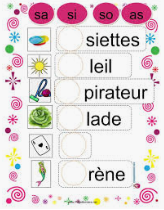 sa si so as
siettes
leil
pirateur
lade
rène